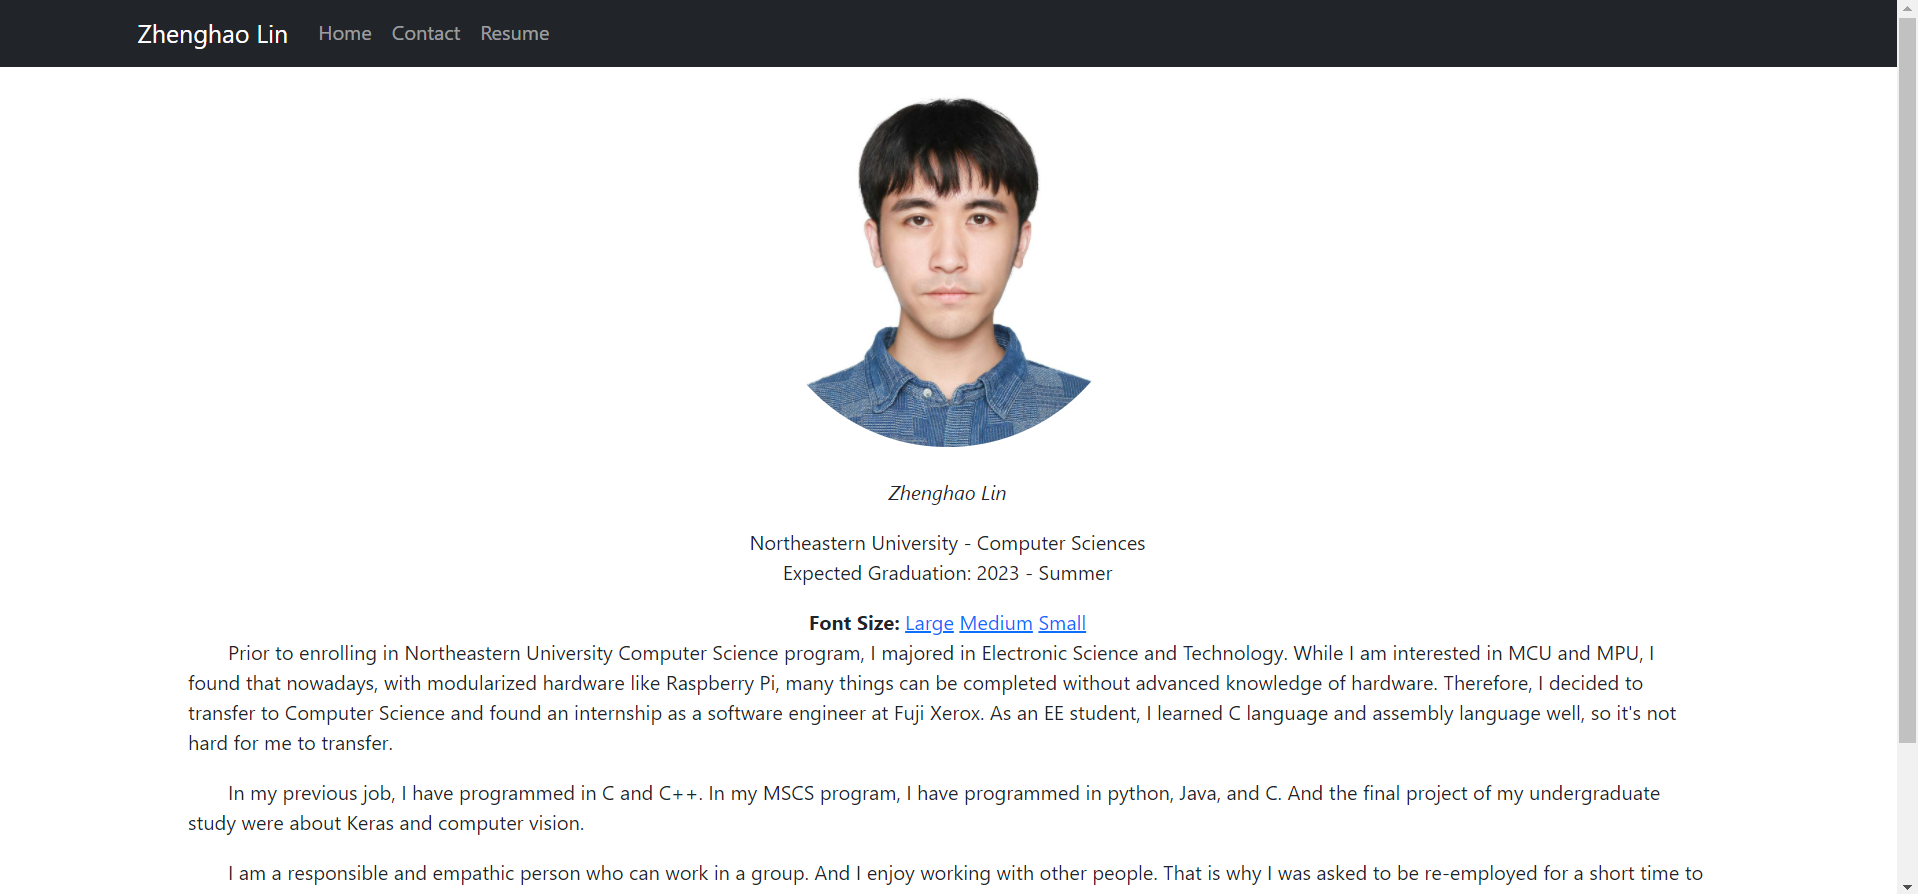 Zhenghao Lin Home Contact Resume
Zhenghao Lin
Northeastern University - Computer Sciences
Expected Graduation: 2023 - Summer
Font Size: Large Medium Small
Prior to enrolling in Northeastern University Computer Science program, I majored in Electronic Science and Technology. While I am interested in MCU and MPU, I
found that nowadays, with modularized hardware like Raspberry Pi, many things can be completed without advanced knowledge of hardware. Therefore, I decided to
transfer to Computer Science and found an internship as a software engineer at Fuji Xerox. As an EE student, I learned C language and assembly language well, so it's not
hard for me to transfer.
In my previous job, I have programmed in C and C++. In my MSCS program, I have programmed in python, Java, and C. And the final project of my undergraduate
study were about Keras and computer vision.
I am a responsible and empathic person who can work in a group. And I enjoy working with other people. That is why I was asked to be re-employed for a short time to